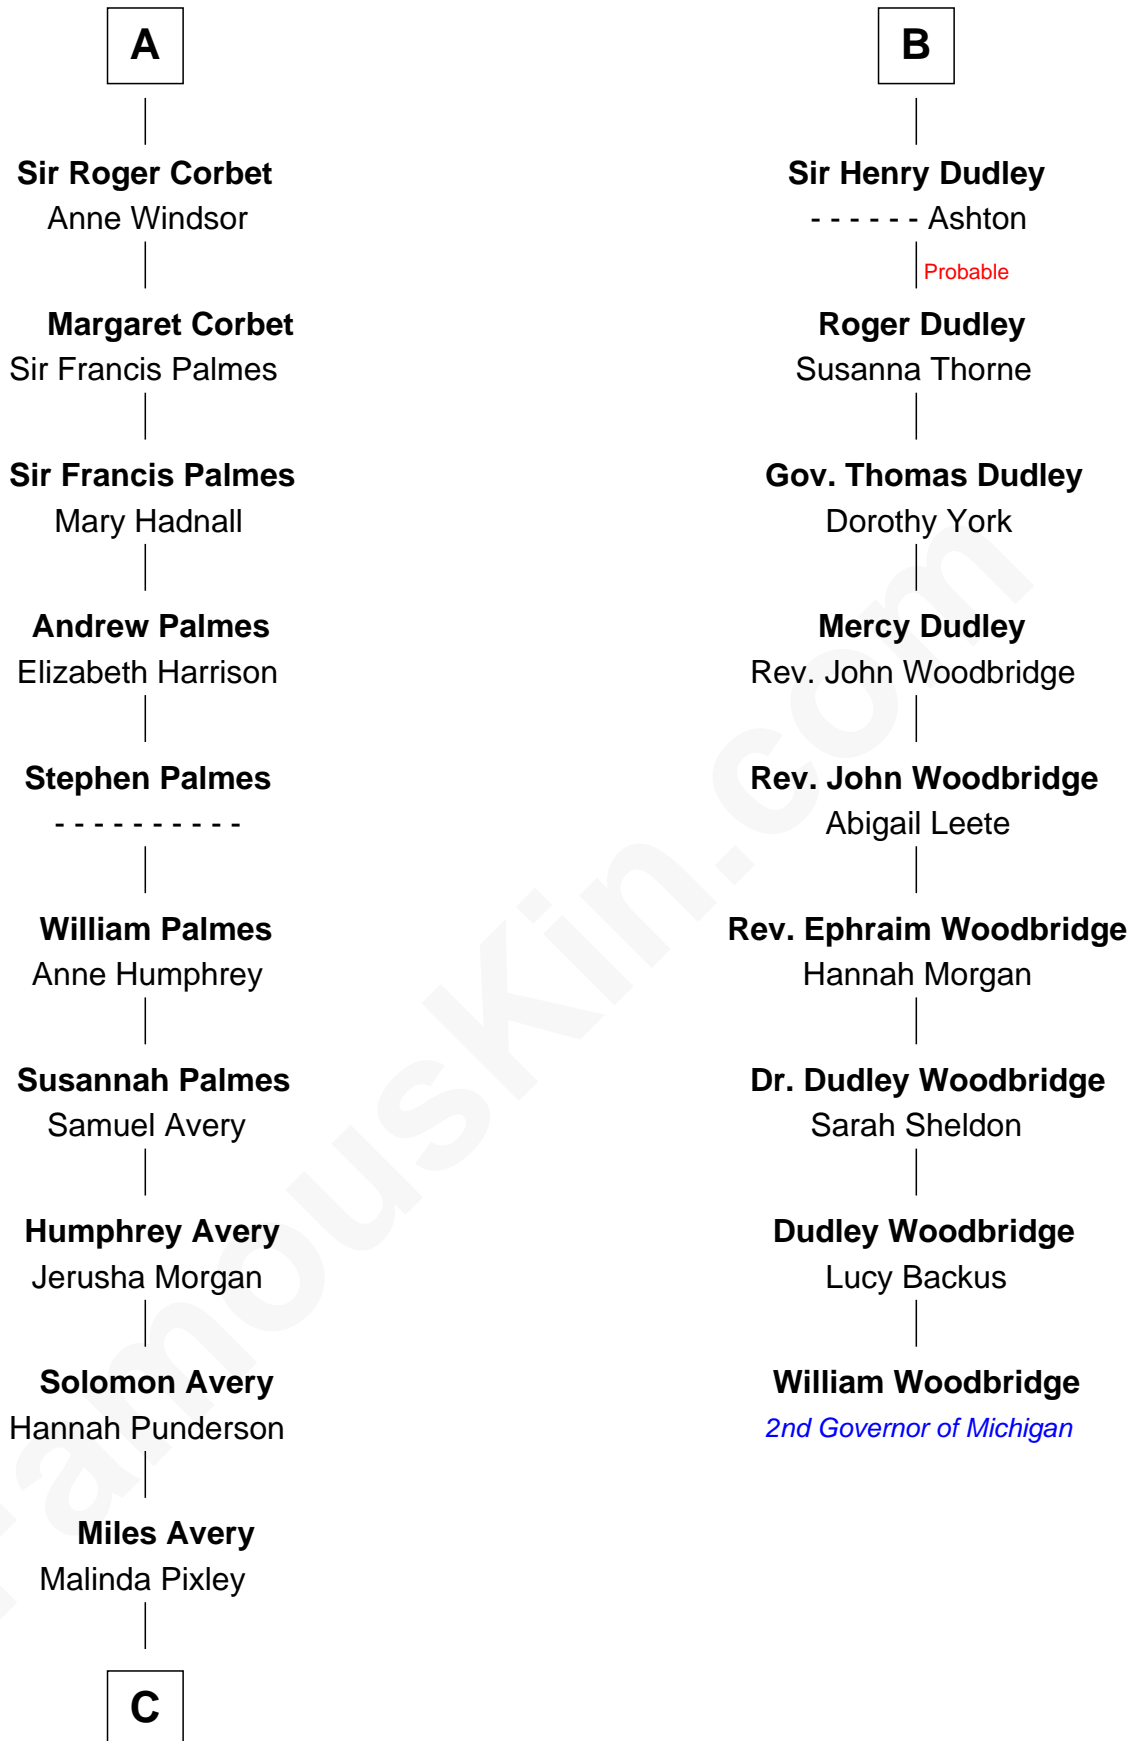 A
Sir Roger Corbet
Anne Windsor
Margaret Corbet
Sir Francis Palmes
Sir Francis Palmes
Mary Hadnall
Andrew Palmes
Elizabeth Harrison
Stephen Palmes
- - - - - - - - - -
William Palmes
Anne Humphrey
Susannah Palmes
Samuel Avery
Humphrey Avery
Jerusha Morgan
Solomon Avery
Hannah Punderson
Miles Avery
Malinda Pixley
C
B
Sir Henry Dudley
- - - - - - Ashton
Probable
Roger Dudley
Susanna Thorne
Gov. Thomas Dudley
Dorothy York
Mercy Dudley
Rev. John Woodbridge
Rev. John Woodbridge
Abigail Leete
Rev. Ephraim Woodbridge
Hannah Morgan
Dr. Dudley Woodbridge
Sarah Sheldon
Dudley Woodbridge
Lucy Backus
William Woodbridge
2nd Governor of Michigan
FamousKin.com